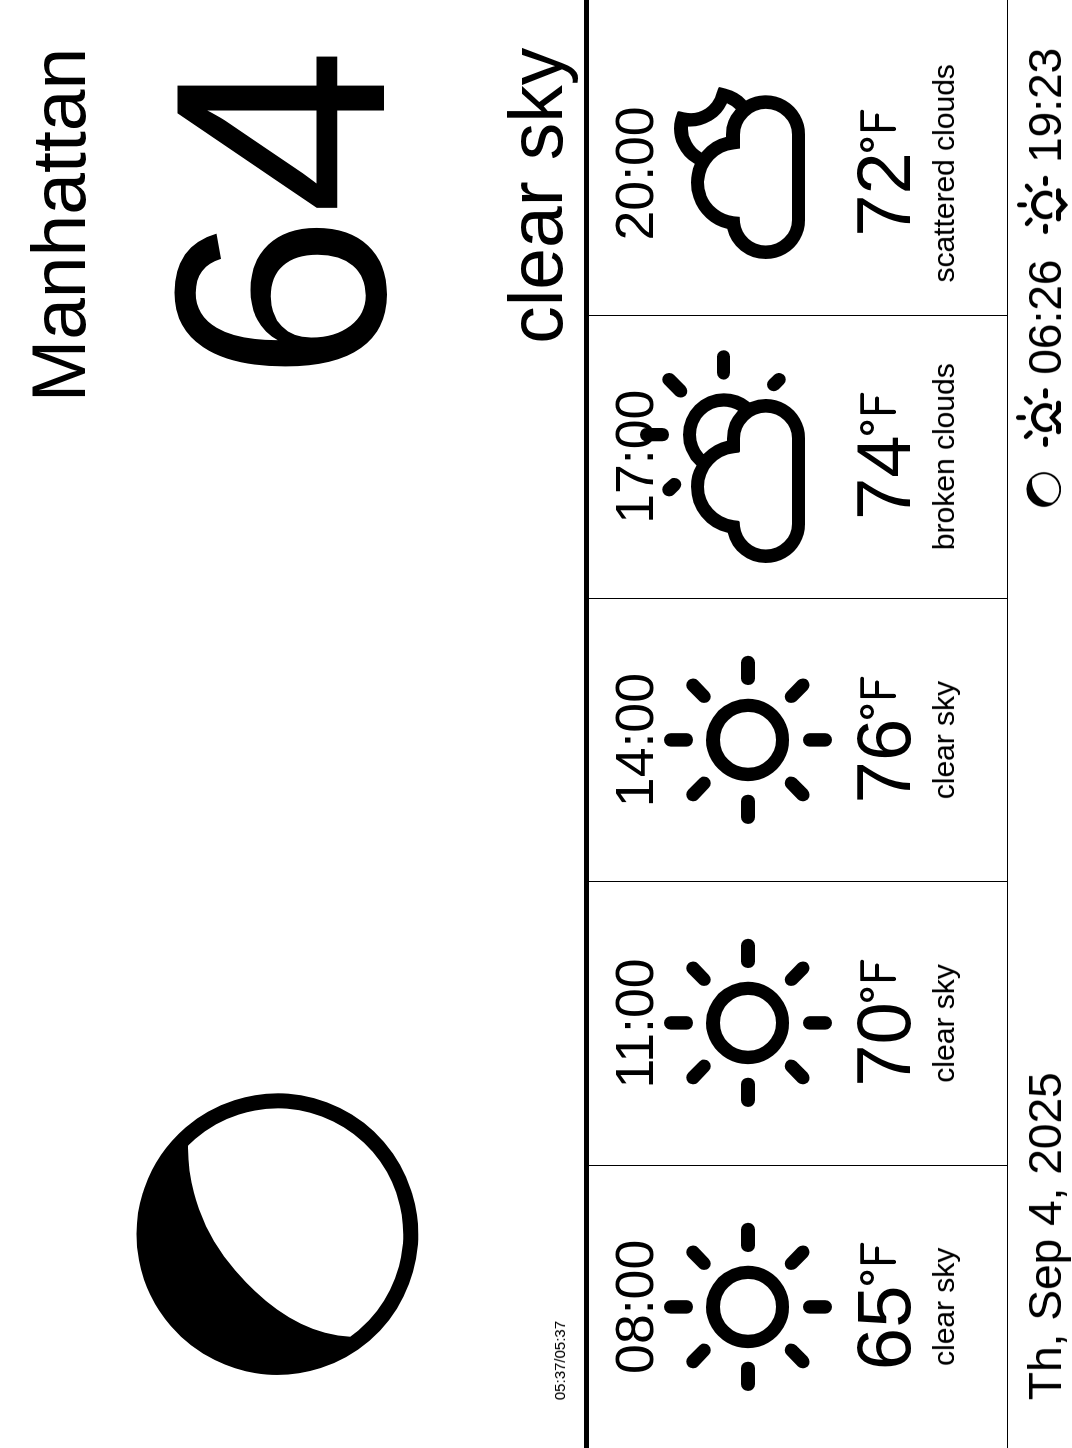 Manhattan
64
clear sky
05:37/05:37
08:00
65°F
clear sky
11:00
70°F
clear sky
14:00
76°F
clear sky
17:00
74°F
broken clouds
20:00
72°F
scattered clouds
Th, Sep 4, 2025
06:26
19:23